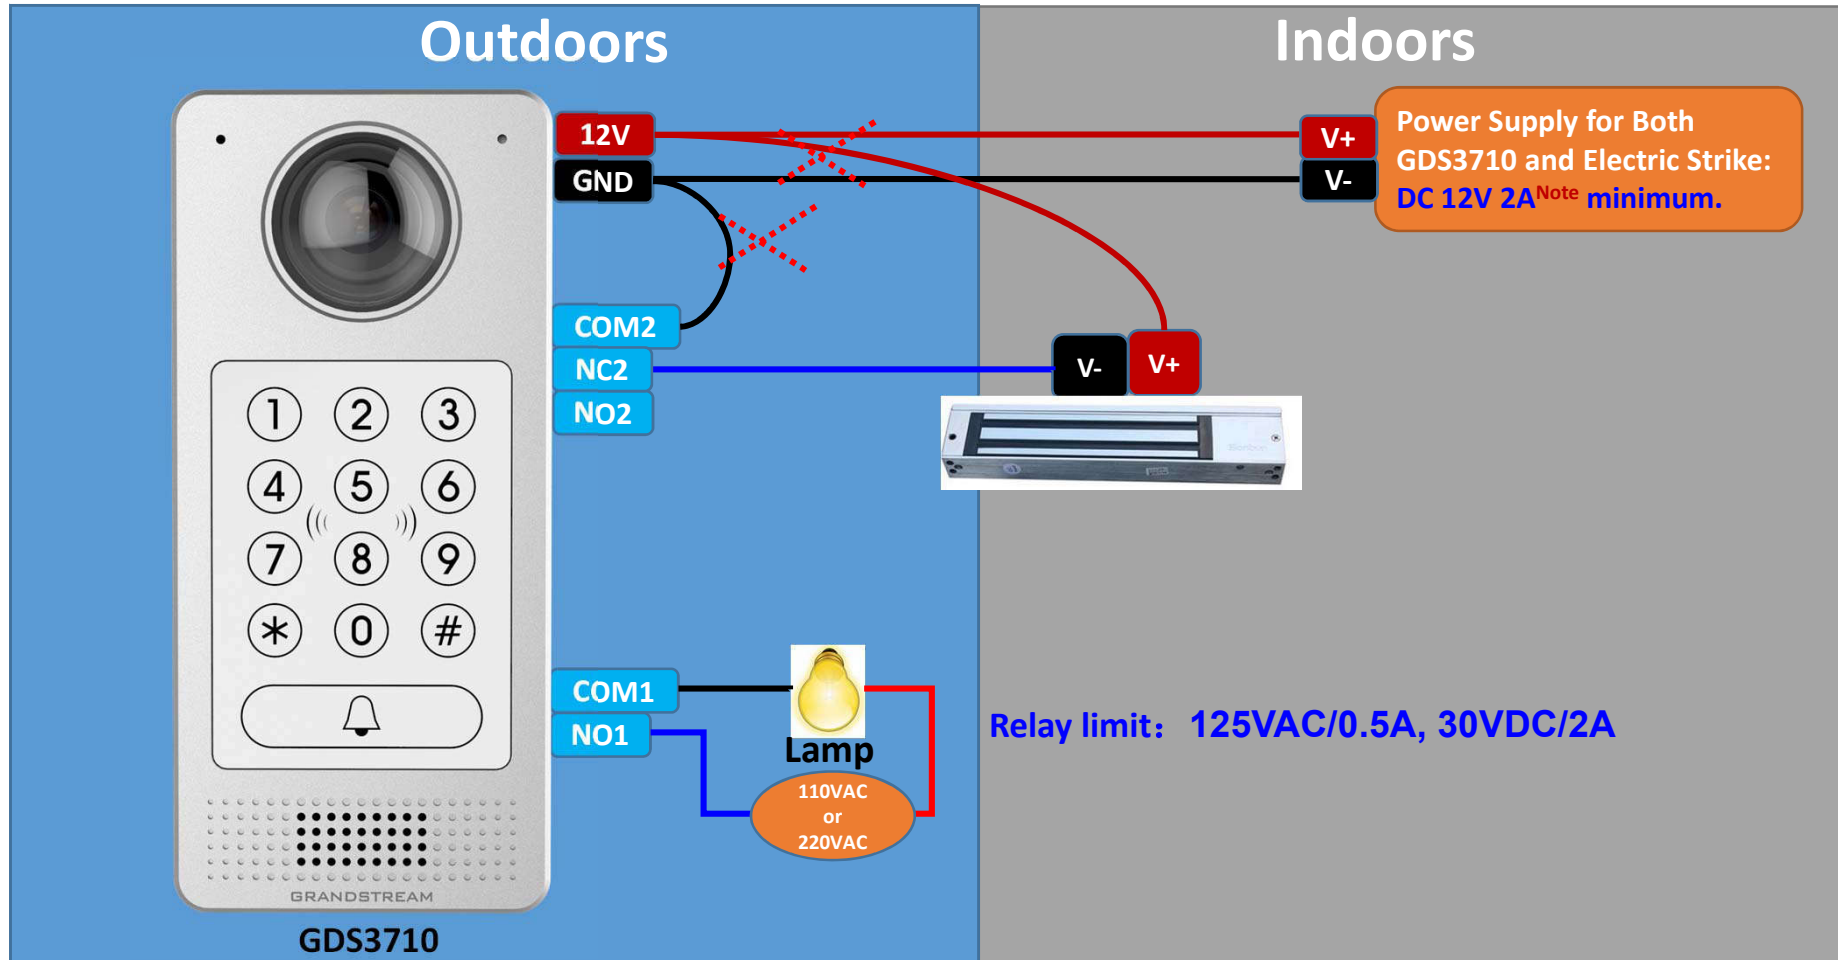 Outdoors
Indoors
12V
GND
V+
V-
Power Supply for Both
GDS3710 and Electric Strike:
DC 12V 2A Note minimum.
COM2
NC2
NO2
V-
V+
1 2 3
4 5 6
7 8 9
* 0 #
COM1
NO1
Lamp
110VAC
or
220VAC
Relay limit： 125VAC/0.5A, 30VDC/2A
GRANDSTREAM
GDS3710